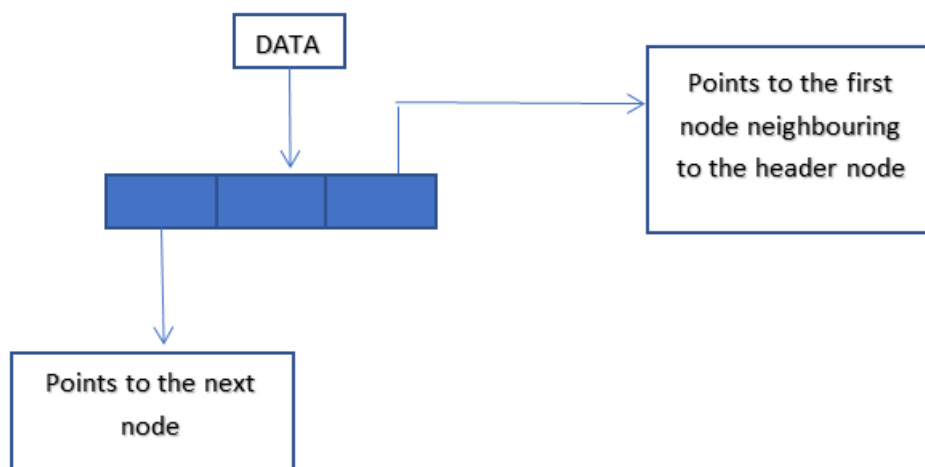 DATA
Points to the first
node neighbouring
to the header node
Points to the next
node